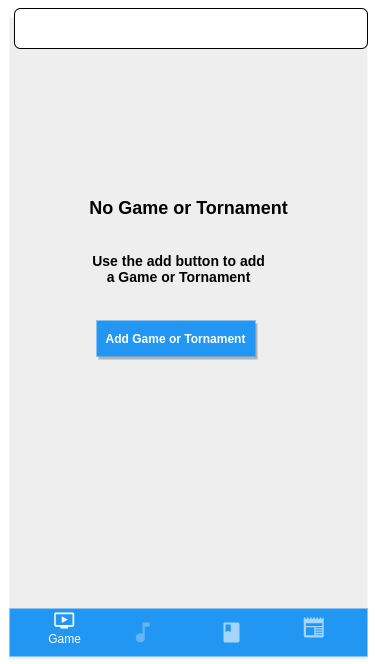 No Game or Tornament
Use the add button to add
a Game or Tornament
Add Game or Tornament
Game